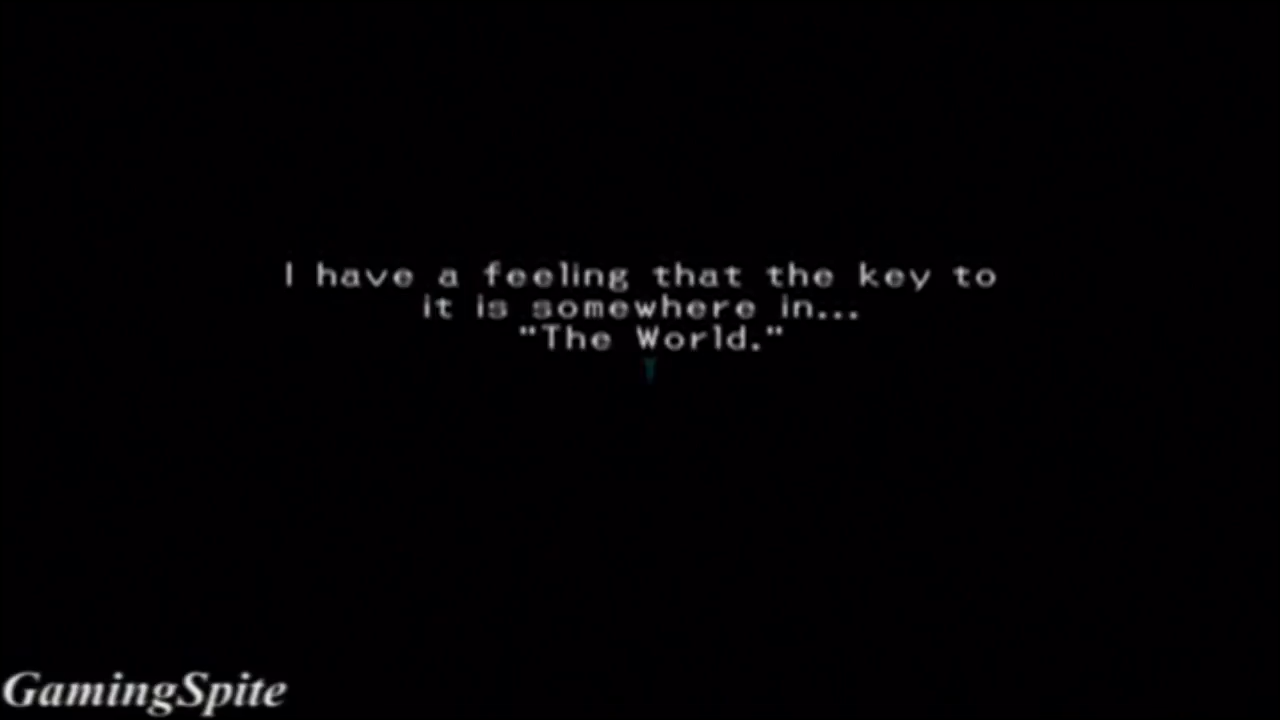 I have a feeling that the key to
it is somewhere in...
"The World."
GamingSpite